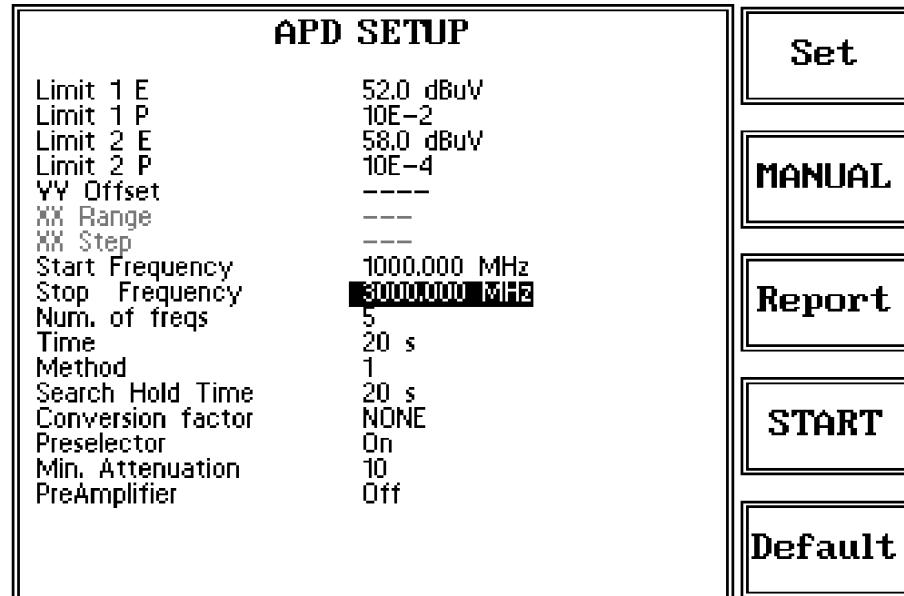 APD SETUP
Limit 1 E 52.0 dBuV
Limit 1 P 10E-2
Limit 2 E 58.0 dBuV
Limit 2 P 10E-4
YY Offset ----
XX Range ---
XX Step ---
Start Frequency 1000.000 MHz
Stop Frequency 3000.000 MHz
Num. of freqs 5
Time 20 s
Method 1
Search Hold Time 20 s
Conversion factor NONE
Preselector On
Min. Attenuation 10
PreAmplifier Off
Set
MANUAL
Report
START
Default